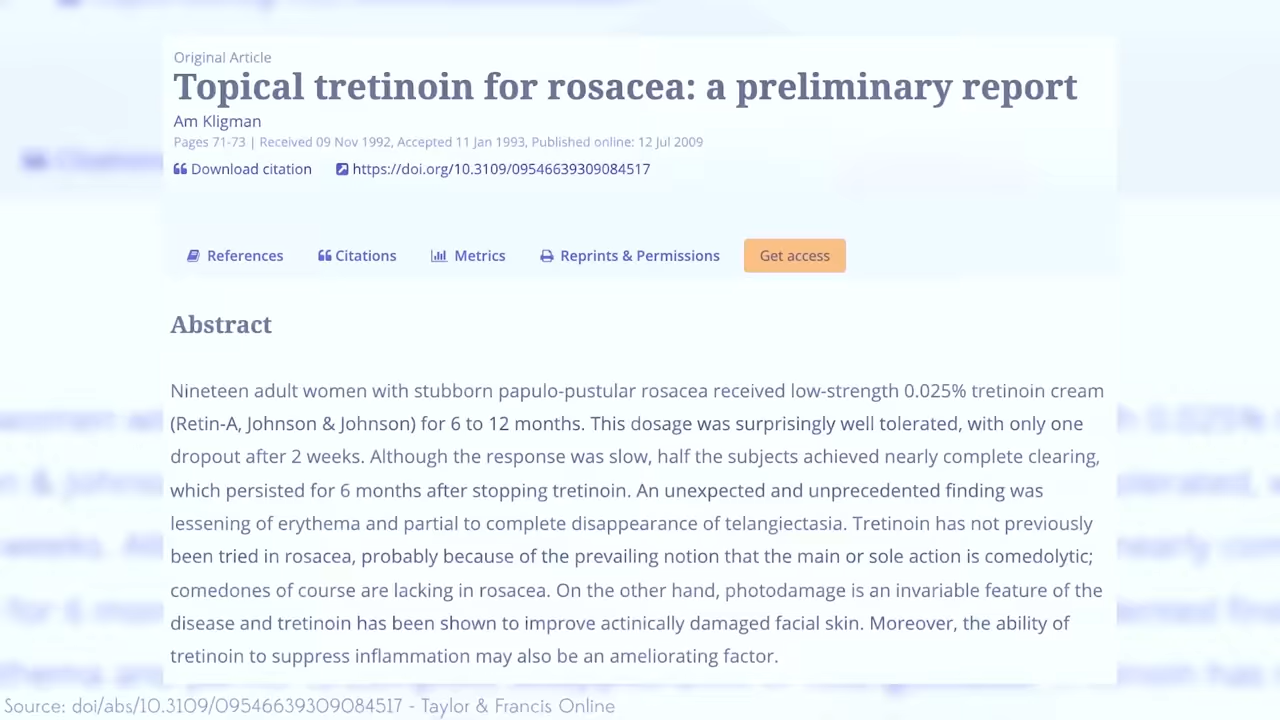 Original Article
Topical tretinoin for rosacea: a preliminary report
Am Kligman
Pages 71-73 | Received 09 Nov 1992, Accepted 11 Jan 1993, Published online: 12 Jul 2009
Download citation https://doi.org/10.3109/09546639309084517
References Citations Metrics Reprints & Permissions Get access
Abstract
Nineteen adult women with stubborn papulo-pustular rosacea received low-strength 0.025% tretinoin cream
(Retin-A, Johnson & Johnson) for 6 to 12 months. This dosage was surprisingly well tolerated, with only one
dropout after 2 weeks. Although the response was slow, half the subjects achieved nearly complete clearing,
which persisted for 6 months after stopping tretinoin. An unexpected and unprecedented finding was
lessening of erythema and partial to complete disappearance of telangiectasia. Tretinoin has not previously
been tried in rosacea, probably because of the prevailing notion that the main or sole action is comedolytic;
comedones of course are lacking in rosacea. On the other hand, photodamage is an invariable feature of the
disease and tretinoin has been shown to improve actinically damaged facial skin. Moreover, the ability of
tretinoin to suppress inflammation may also be an ameliorating factor.
Source: doi/abs/10.3109/09546639309084517 - Taylor & Francis Online